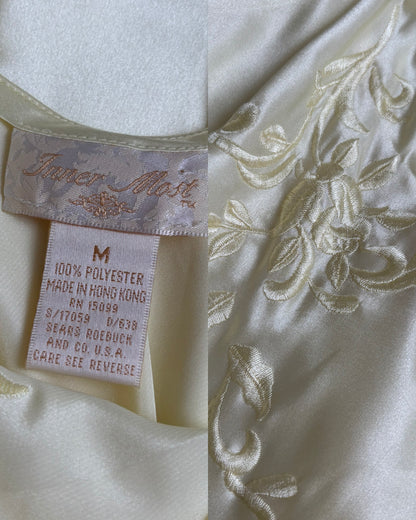 Inner Most
TM
M
100% POLYESTER
MADE IN HONG KONG
RN 15099
S/17059 D/638
SEARS ROEBUCK
AND CO. U.S.A.
CARE SEE REVERSE